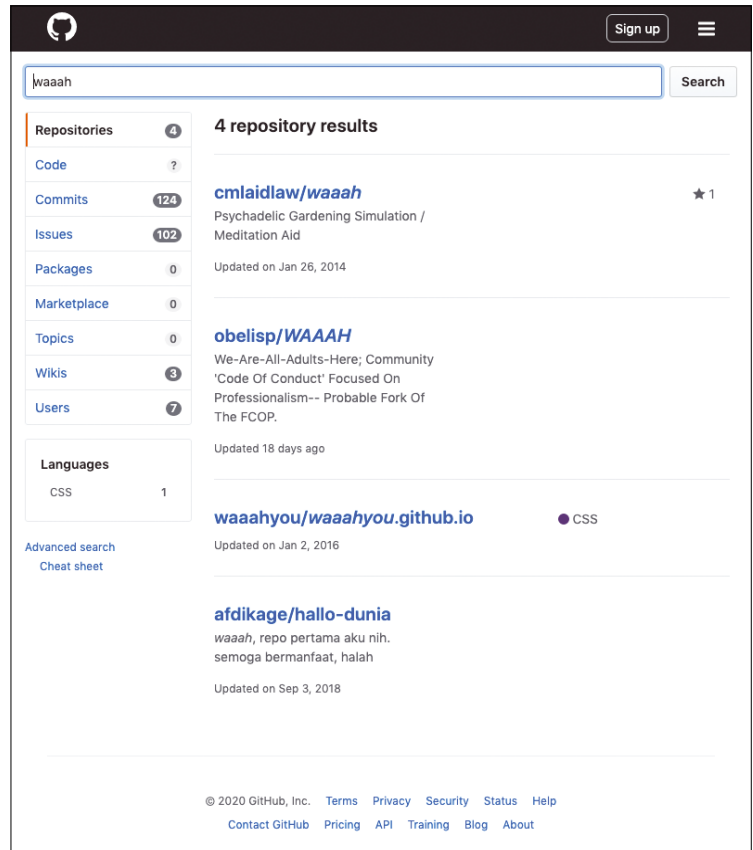 Sign up
waaah
Search
Repositories 4
Code ?
Commits 124
Issues 102
Packages 0
Marketplace 0
Topics 0
Wikis 3
Users 7
Languages
CSS 1
Advanced search
Cheat sheet
4 repository results
cmlaidlaw/waaah
1
Psychadelic Gardening Simulation /
Meditation Aid
Updated on Jan 26, 2014
obelisp/WAAAH
We-Are-All-Adults-Here; Community
'Code Of Conduct' Focused On
Professionalism-- Probable Fork Of
The FCOP.
Updated 18 days ago
waaahyou/waaahyou.github.io
CSS
Updated on Jan 2, 2016
afdikage/hallo-dunia
waaah, repo pertama aku nih.
semoga bermanfaat, halah
Updated on Sep 3, 2018
© 2020 GitHub, Inc. Terms Privacy Security Status Help
Contact GitHub Pricing API Training Blog About